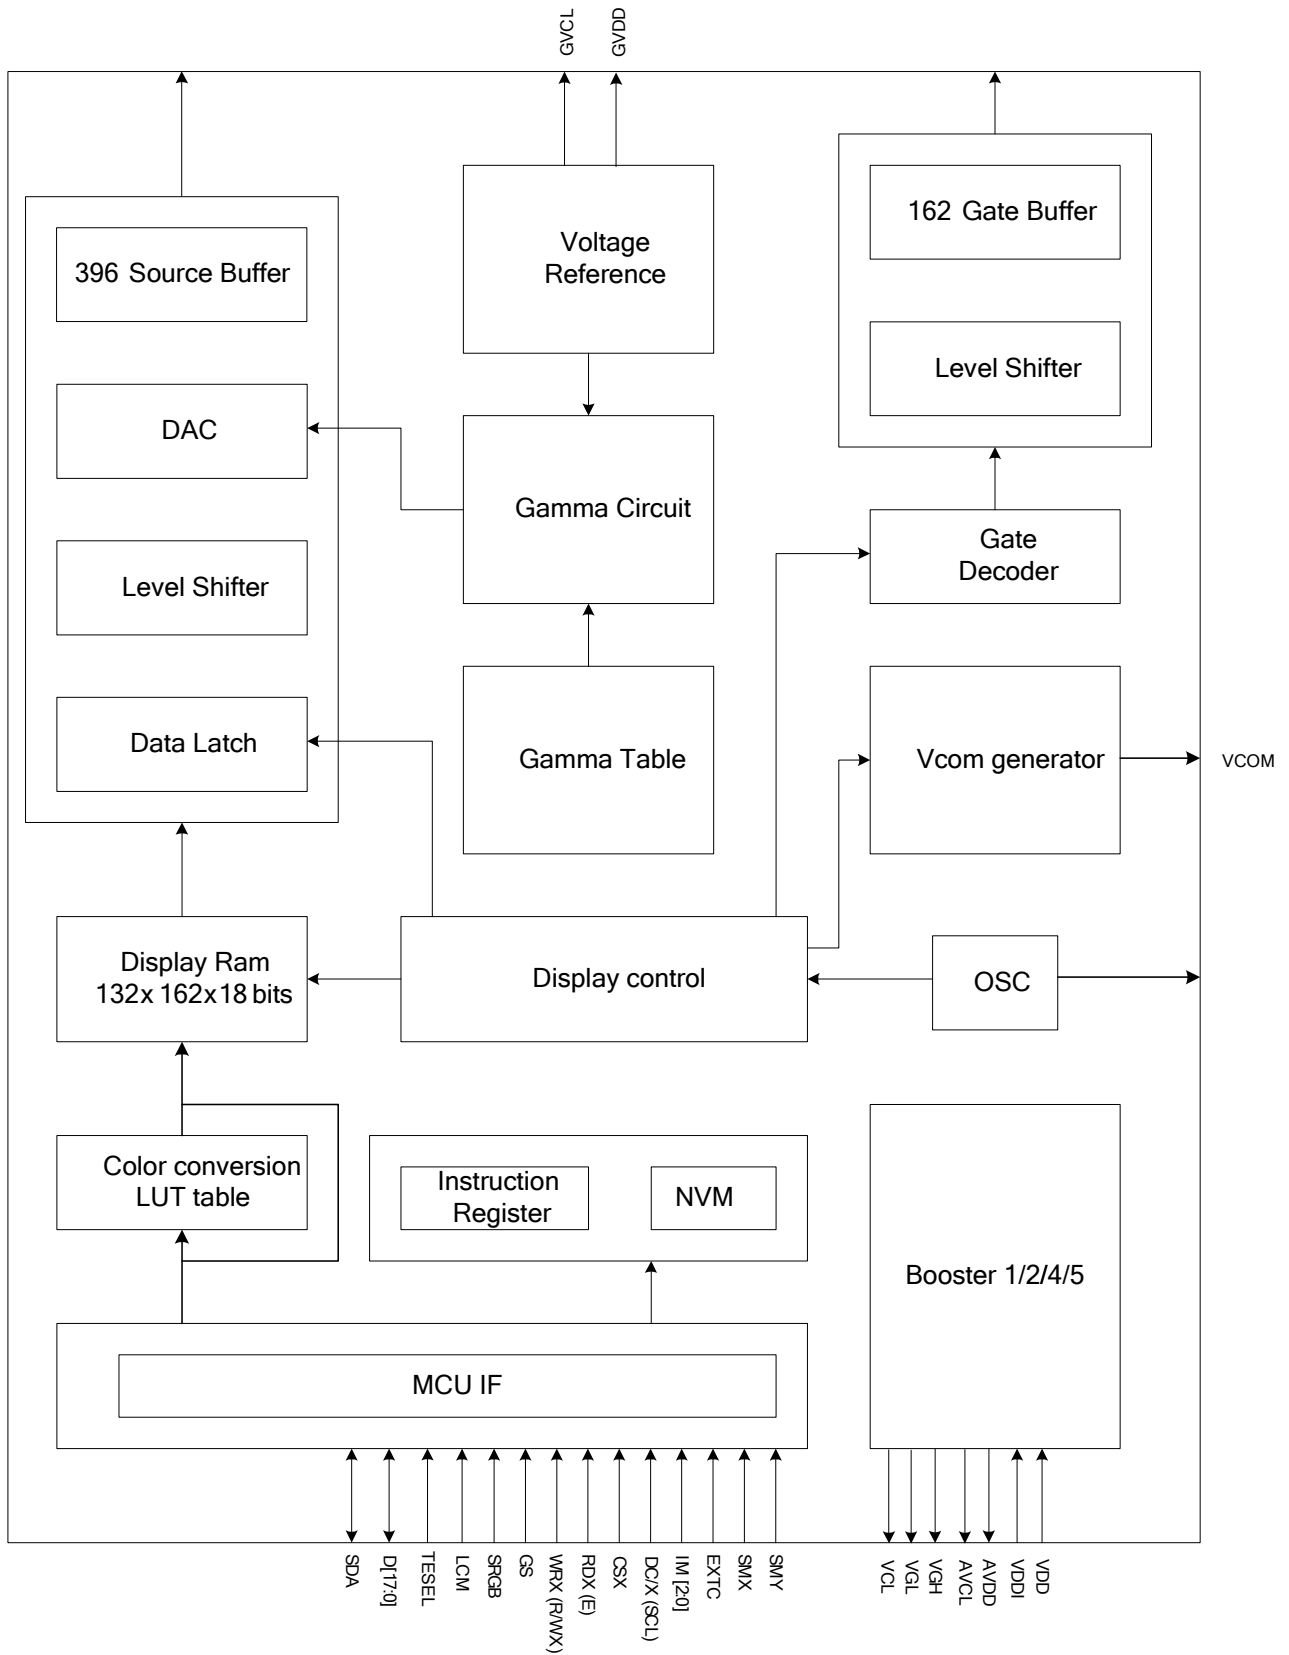 GVCL
GVDD
162 Gate Buffer
Voltage
Reference
396 Source Buffer
Level Shifter
DAC
Gamma Circuit
Gate
Decoder
Level Shifter
Data Latch
Gamma Table
Vcom generator
VCOM
Display Ram
132x 162x18 bits
Display control
OSC
Color conversion
LUT table
Instruction
Register
NVM
Booster 1/2/4/5
MCU IF
SDA
D[17:0]
TESEL
LCM
SRGB
GS
WRX (R/WX)
RDX (E)
CSX
DC/X (SCL)
IM [2:0]
EXTC
SMX
SMY
VCL
VGL
VGH
AVCL
AVDD
VDDI
VDD